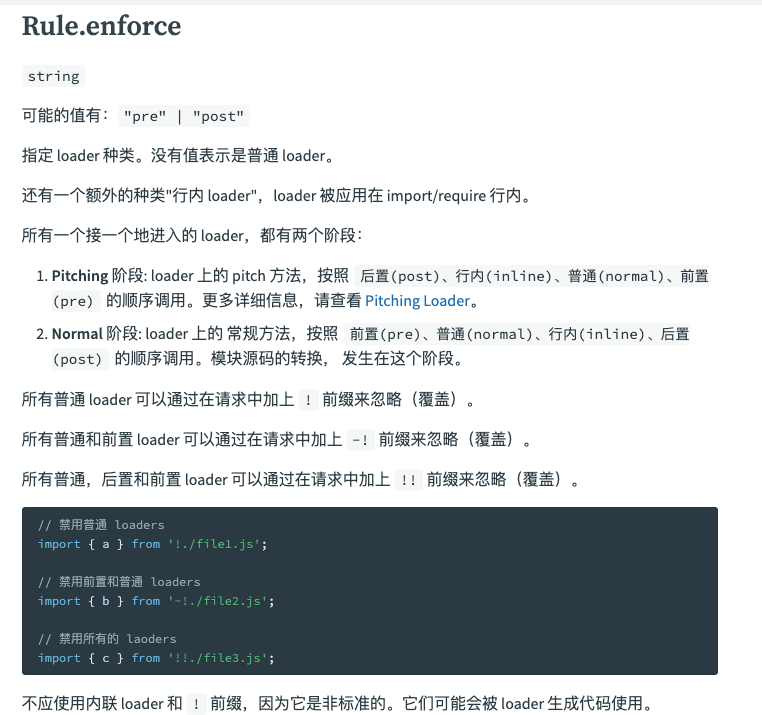 Rule.enforce
string
可能的值有： "pre" | "post"
指定 loader 种类。没有值表示是普通 loader。
还有一个额外的种类"行内 loader"，loader 被应用在 import/require 行内。
所有一个接一个地进入的 loader，都有两个阶段：
1. Pitching 阶段: loader 上的 pitch 方法，按照 后置(post)、行内(inline)、普通(normal)、前置
(pre) 的顺序调用。更多详细信息，请查看 Pitching Loader。
2. Normal 阶段: loader 上的 常规方法，按照 前置(pre)、普通(normal)、行内(inline)、后置
(post) 的顺序调用。模块源码的转换， 发生在这个阶段。
所有普通 loader 可以通过在请求中加上 ! 前缀来忽略（覆盖）。
所有普通和前置 loader 可以通过在请求中加上 -! 前缀来忽略（覆盖）。
所有普通，后置和前置 loader 可以通过在请求中加上 !! 前缀来忽略（覆盖）。
// 禁用普通 loaders
import { a } from '!./file1.js';
// 禁用前置和普通 loaders
import { b } from '-!./file2.js';
// 禁用所有的 laoders
import { c } from '!!./file3.js';
不应使用内联 loader 和 ! 前缀，因为它是非标准的。它们可能会被 loader 生成代码使用。